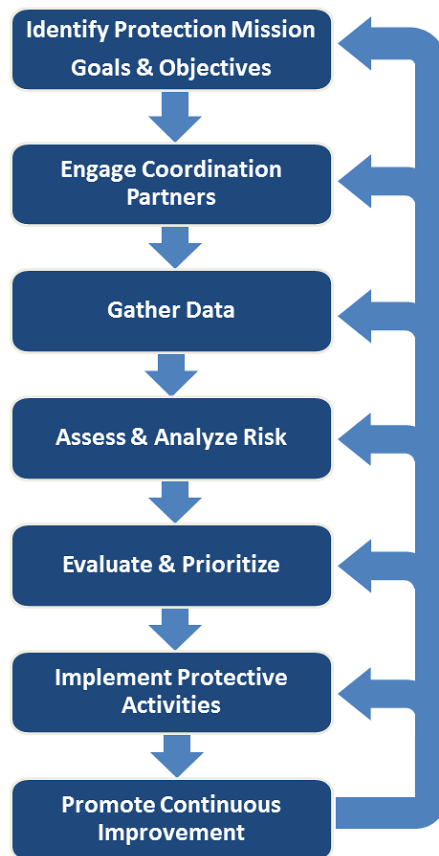 Identify Protection Mission
Goals & Objectives
Engage Coordination
Partners
Gather Data
Assess & Analyze Risk
Evaluate & Prioritize
Implement Protective
Activities
Promote Continuous
Improvement